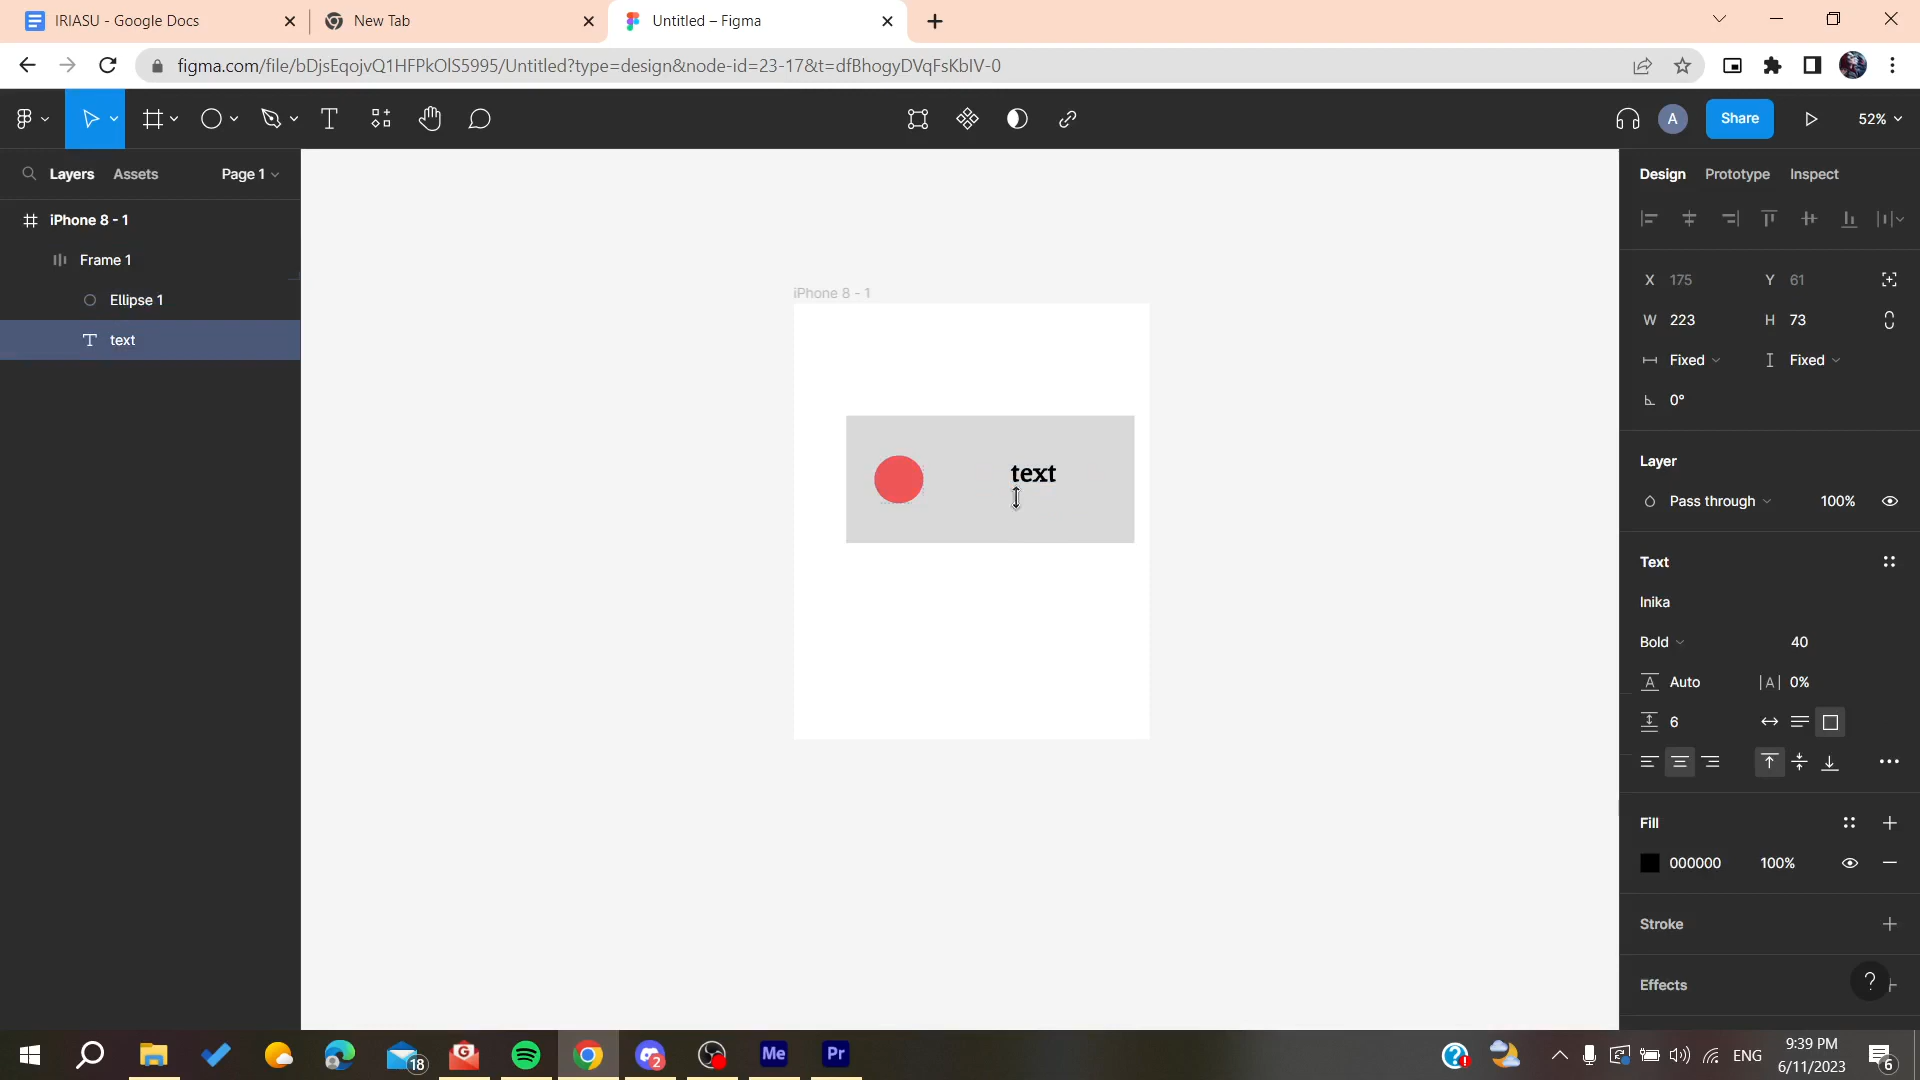 IRIASU - Google Docs
New Tab
Untitled – Figma
figma.com/file/bDjsEqojvQ1HFPkOlS5995/Untitled?type=design&node-id=23-17&t=dfBhogyDVqFsKbIV-0
A
Share
52%
Layers
Assets
Page 1
Design
Prototype
Inspect
iPhone 8 - 1
Frame 1
Ellipse 1
text
iPhone 8 - 1
text
X 175
Y 61
W 223
H 73
Fixed
Fixed
0°
Layer
Pass through
100%
Text
Inika
Bold
40
A Auto
|A| 0%
6
Fill
000000
100%
Stroke
Effects
?
18
G
2
Me
Pr
ENG
9:39 PM
6/11/2023
6